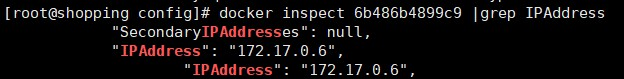 [root@shopping config]# docker inspect 6b486b4899c9 |grep IPAddress
            "SecondaryIPAddresses": null,
            "IPAddress": "172.17.0.6",
                    "IPAddress": "172.17.0.6",